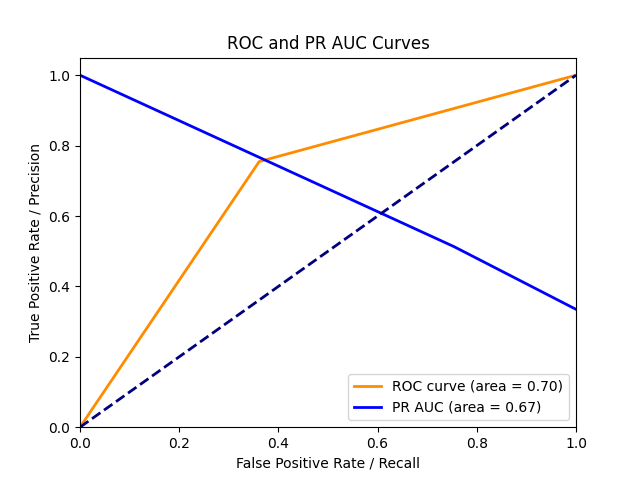 ROC and PR AUC Curves
True Positive Rate / Precision
1.0
0.8
0.6
0.4
0.2
0.0
0.0 0.2 0.4 0.6 0.8 1.0
False Positive Rate / Recall
ROC curve (area = 0.70)
PR AUC (area = 0.67)